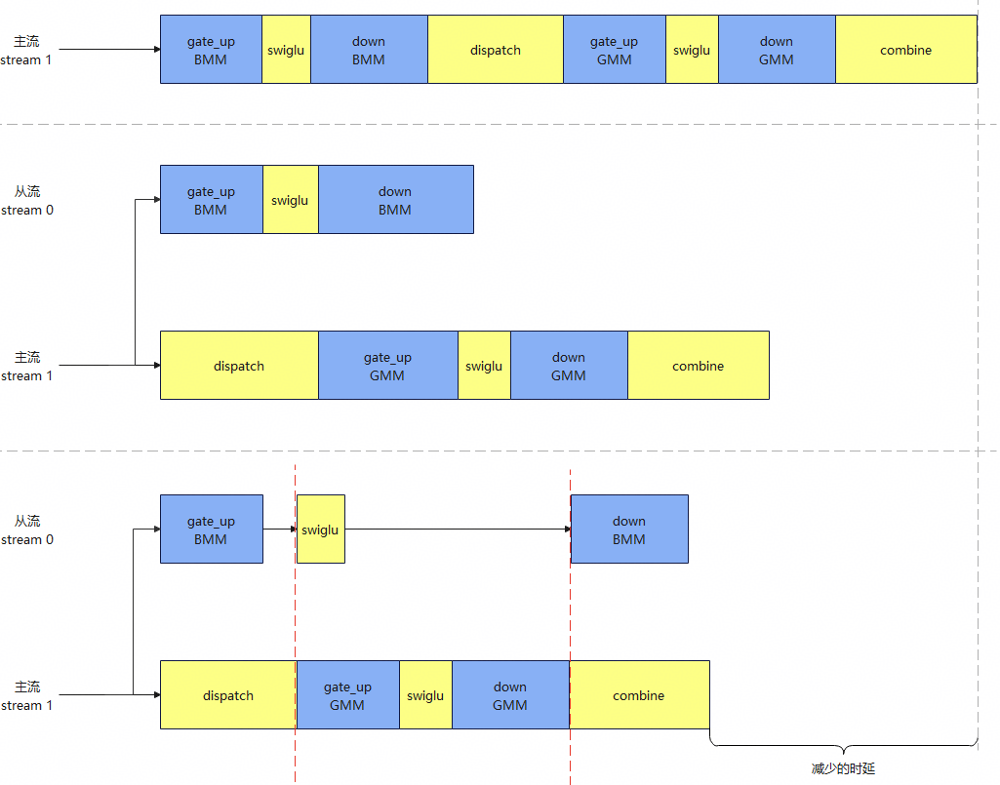 主流
stream 1
gate_up
BMM
swiglu
down
BMM
dispatch
gate_up
GMM
swiglu
down
GMM
combine
从流
stream 0
gate_up
BMM
swiglu
down
BMM
主流
stream 1
dispatch
gate_up
GMM
swiglu
down
GMM
combine
从流
stream 0
gate_up
BMM
swiglu
down
BMM
主流
stream 1
dispatch
gate_up
GMM
swiglu
down
GMM
combine
减少的时延